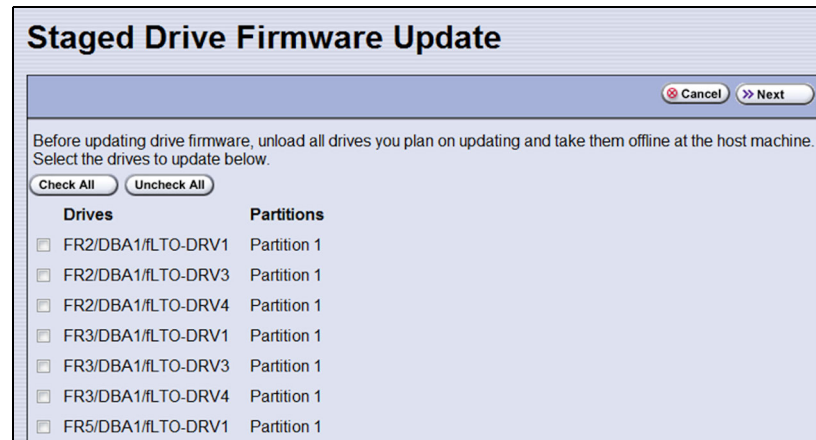 Staged Drive Firmware Update
Cancel Next
Before updating drive firmware, unload all drives you plan on updating and take them offline at the host machine.
Select the drives to update below.
Check All Uncheck All
Drives Partitions
FR2/DBA1/fLTO-DRV1 Partition 1
FR2/DBA1/fLTO-DRV3 Partition 1
FR2/DBA1/fLTO-DRV4 Partition 1
FR3/DBA1/fLTO-DRV1 Partition 1
FR3/DBA1/fLTO-DRV3 Partition 1
FR3/DBA1/fLTO-DRV4 Partition 1
FR5/DBA1/fLTO-DRV1 Partition 1